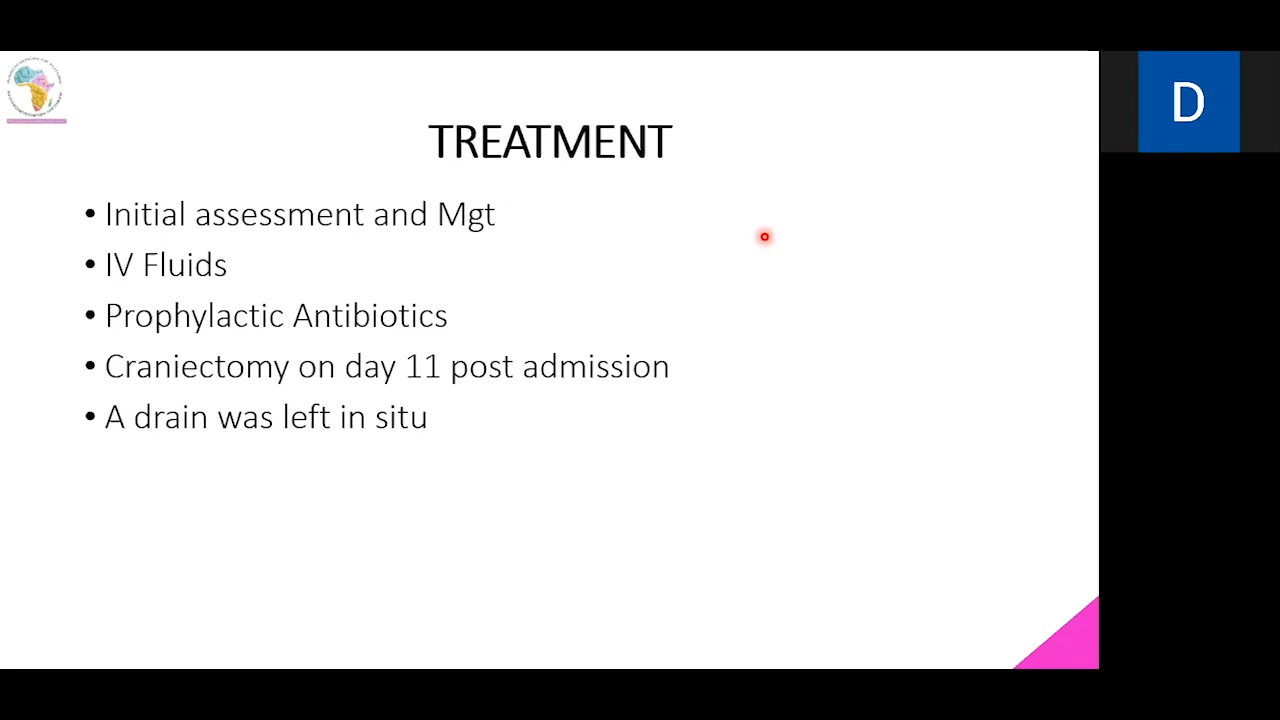 TREATMENT
• Initial assessment and Mgt
• IV Fluids
• Prophylactic Antibiotics
• Craniectomy on day 11 post admission
• A drain was left in situ
D